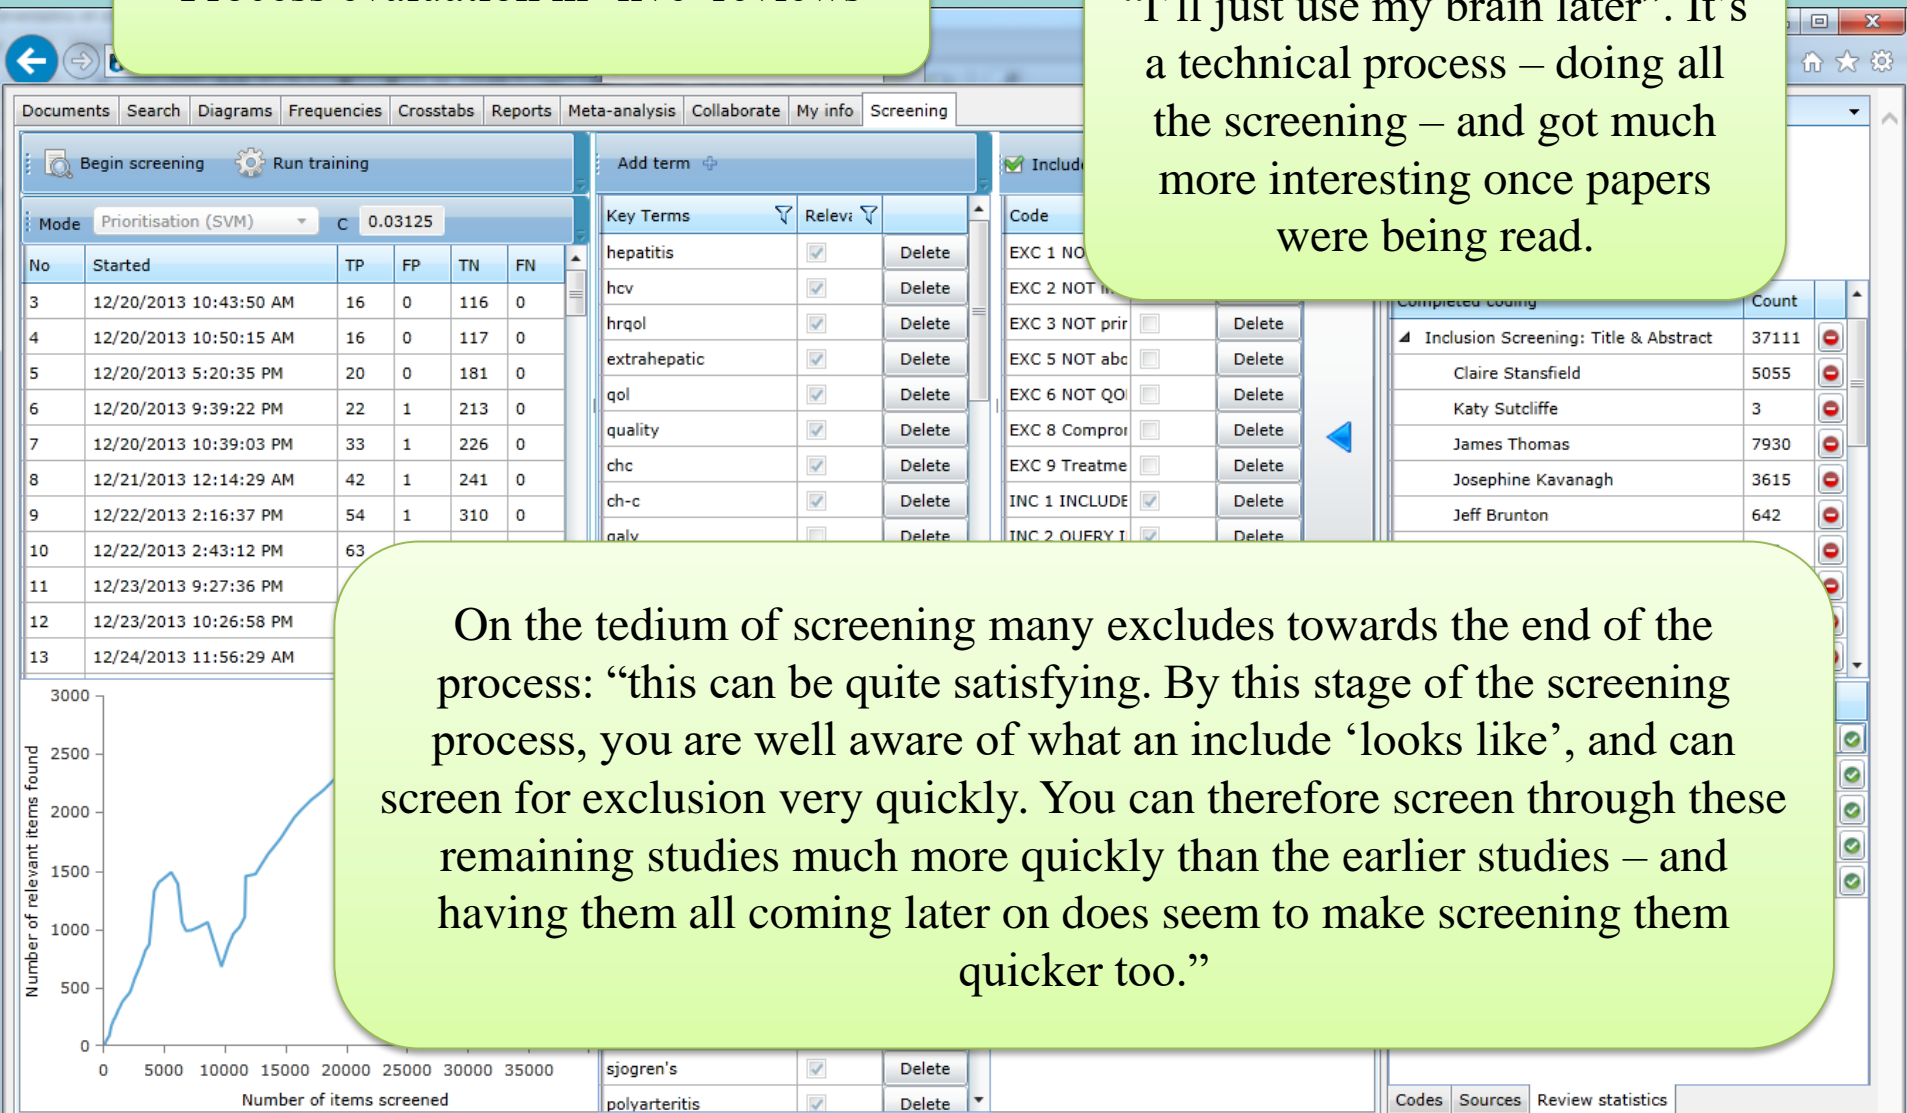 Process evaluation in "live" reviews
"I'll just use my brain later". It's
a technical process – doing all
the screening – and got much
more interesting once papers
were being read.
Documents Search Diagrams Frequencies Crosstabs Reports Meta-analysis Collaborate My info Screening
Begin screening Run training
Mode Prioritisation (SVM) C 0.03125
No Started TP FP TN FN
3 12/20/2013 10:43:50 AM 16 0 116 0
4 12/20/2013 10:50:15 AM 16 0 117 0
5 12/20/2013 5:20:35 PM 20 0 181 0
6 12/20/2013 9:39:22 PM 22 1 213 0
7 12/20/2013 10:39:03 PM 33 1 226 0
8 12/21/2013 12:14:29 AM 42 1 241 0
9 12/22/2013 2:16:37 PM 54 1 310 0
10 12/22/2013 2:43:12 PM 63
11 12/23/2013 9:27:36 PM
12 12/23/2013 10:26:58 PM
13 12/24/2013 11:56:29 AM
Add term
Key Terms Releva
hepatitis Delete
hcv Delete
hrqol Delete
extrahepatic Delete
qol Delete
quality Delete
chc Delete
ch-c Delete
qaly Delete
Include
Code
EXC 1 NO
EXC 2 NOT
EXC 3 NOT prir Delete
EXC 5 NOT abc Delete
EXC 6 NOT QOI Delete
EXC 8 Compror Delete
EXC 9 Treatme Delete
INC 1 INCLUDE Delete
INC 2 QUERY I Delete
Completed coding Count
Inclusion Screening: Title & Abstract 37111
Claire Stansfield 5055
Katy Sutcliffe 3
James Thomas 7930
Josephine Kavanagh 3615
Jeff Brunton 642
On the tedium of screening many excludes towards the end of the
process: “this can be quite satisfying. By this stage of the screening
process, you are well aware of what an include ‘looks like’, and can
screen for exclusion very quickly. You can therefore screen through these
remaining studies much more quickly than the earlier studies – and
having them all coming later on does seem to make screening them
quicker too.”
Number of relevant items found
3000
2500
2000
1500
1000
500
0
0 5000 10000 15000 20000 25000 30000 35000
Number of items screened
sjogren's Delete
polyarteritis Delete
Codes Sources Review statistics